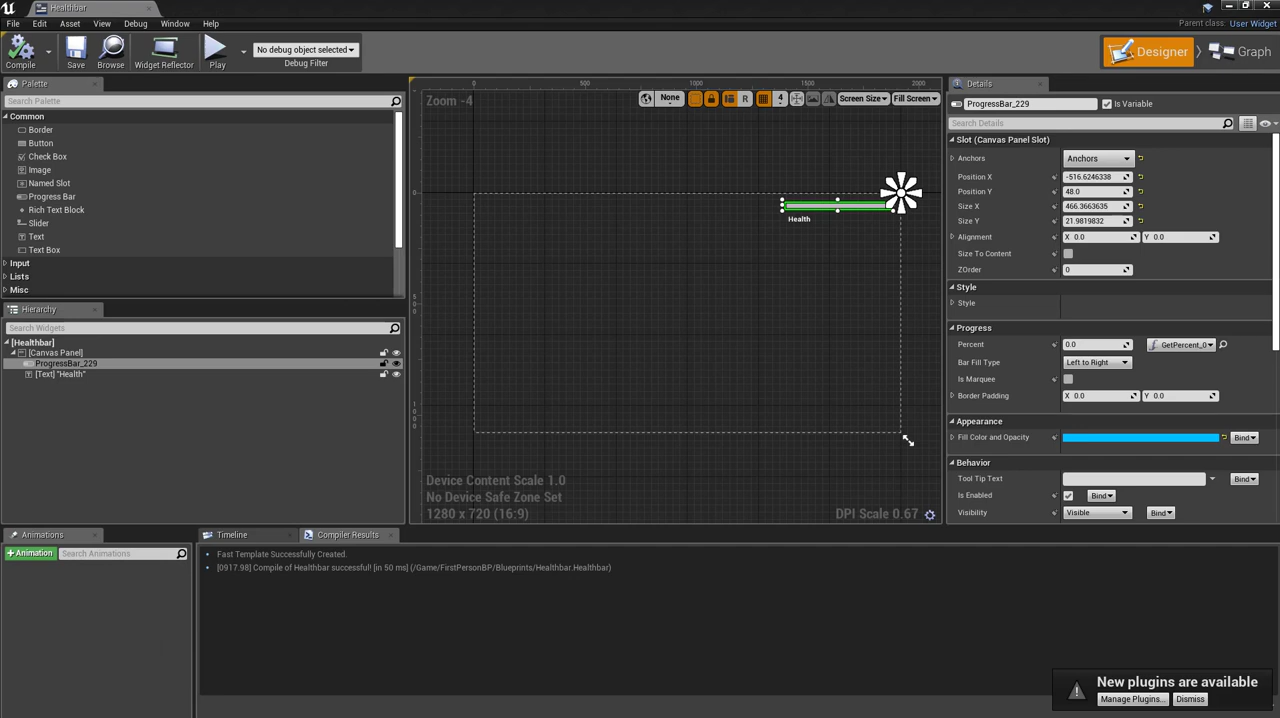 Healthbar
File Edit Asset View Debug Window Help
Parent class: User Widget
Compile Save Browse Widget Reflector Play
No debug object selected
Debug Filter
Designer Graph
Palette
Search Palette
Common
Border
Button
Check Box
Image
Named Slot
Progress Bar
Rich Text Block
Slider
Text
Text Box
Input
Lists
Misc
Hierarchy
Search Widgets
[Healthbar]
[Canvas Panel]
ProgressBar_229
[Text] "Health"
0 500 1000 1500 2000
Zoom -4
None R 4 Screen Size Fill Screen
0
Health
5
0
0
1
0
0
Device Content Scale 1.0
No Device Safe Zone Set
1280 x 720 (16:9)
DPI Scale 0.67
Details
ProgressBar_229 Is Variable
Search Details
Slot (Canvas Panel Slot)
Anchors Anchors
Position X -516.6246338
Position Y 48.0
Size X 466.3663635
Size Y 21.9819832
Alignment X 0.0 Y 0.0
Size To Content
ZOrder 0
Style
Style
Progress
Percent 0.0 GetPercent_0
Bar Fill Type Left to Right
Is Marquee
Border Padding X 0.0 Y 0.0
Appearance
Fill Color and Opacity Bind
Behavior
Tool Tip Text Bind
Is Enabled Bind
Visibility Visible Bind
Animations
+Animation Search Animations
Timeline
Compiler Results
Fast Template Successfully Created.
[0917.98] Compile of Healthbar successful! [in 50 ms] (/Game/FirstPersonBP/Blueprints/Healthbar.Healthbar)
New plugins are available
Manage Plugins... Dismiss